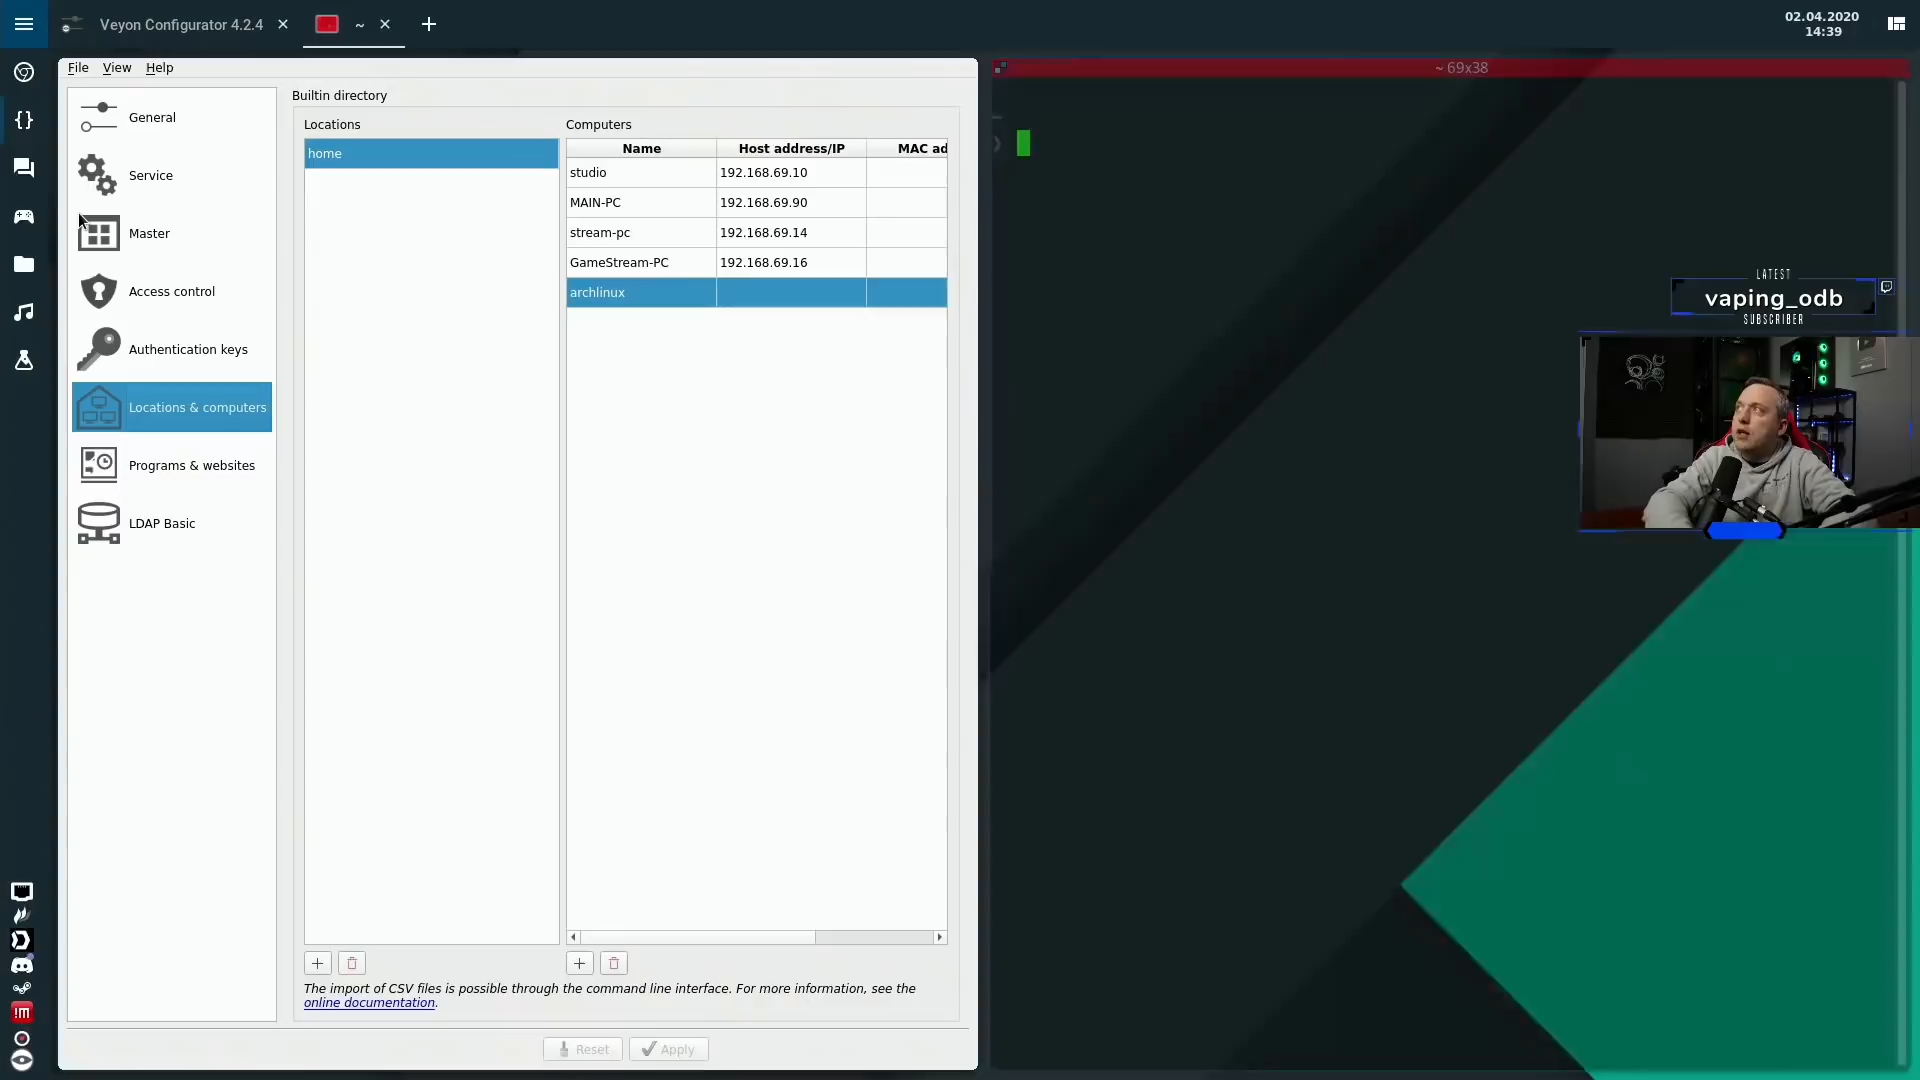 Veyon Configurator 4.2.4
~
02.04.2020
14:39
File View Help
~ 69x38
General
Service
Master
Access control
Authentication keys
Locations & computers
Programs & websites
LDAP Basic
Builtin directory
Locations
home
Computers
Name Host address/IP MAC ad
studio 192.168.69.10
MAIN-PC 192.168.69.90
stream-pc 192.168.69.14
GameStream-PC 192.168.69.16
archlinux
The import of CSV files is possible through the command line interface. For more information, see the
online documentation.
Reset Apply
LATEST
vaping_odb
SUBSCRIBER
!m